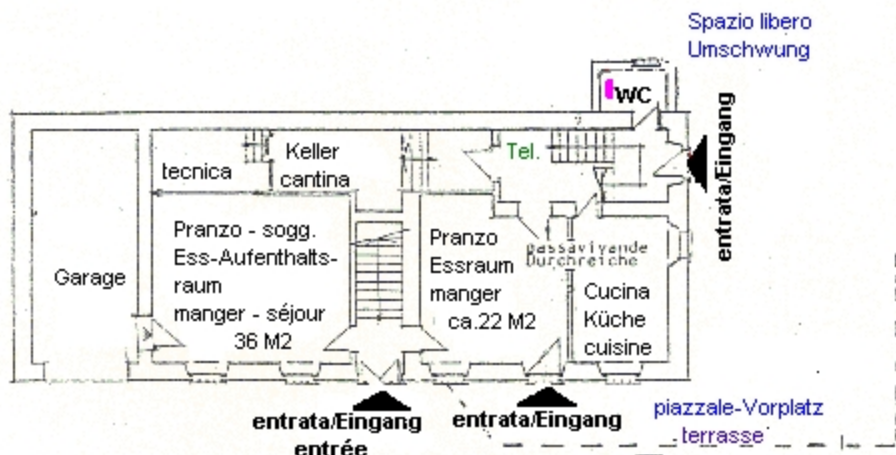 Spazio libero
Umschwung
WC
entrata/Eingang
Tel.
Keller
cantina
tecnica
Pranzo - sogg.
Ess-Aufenthalts-
raum
manger - séjour
36 M2
Garage
Pranzo
Essraum
manger
ca.22 M2
passavivande
Durchreiche
Cucina
Küche
cuisine
entrata/Eingang
entrée
entrata/Eingang
piazzale-Vorplatz
terrasse